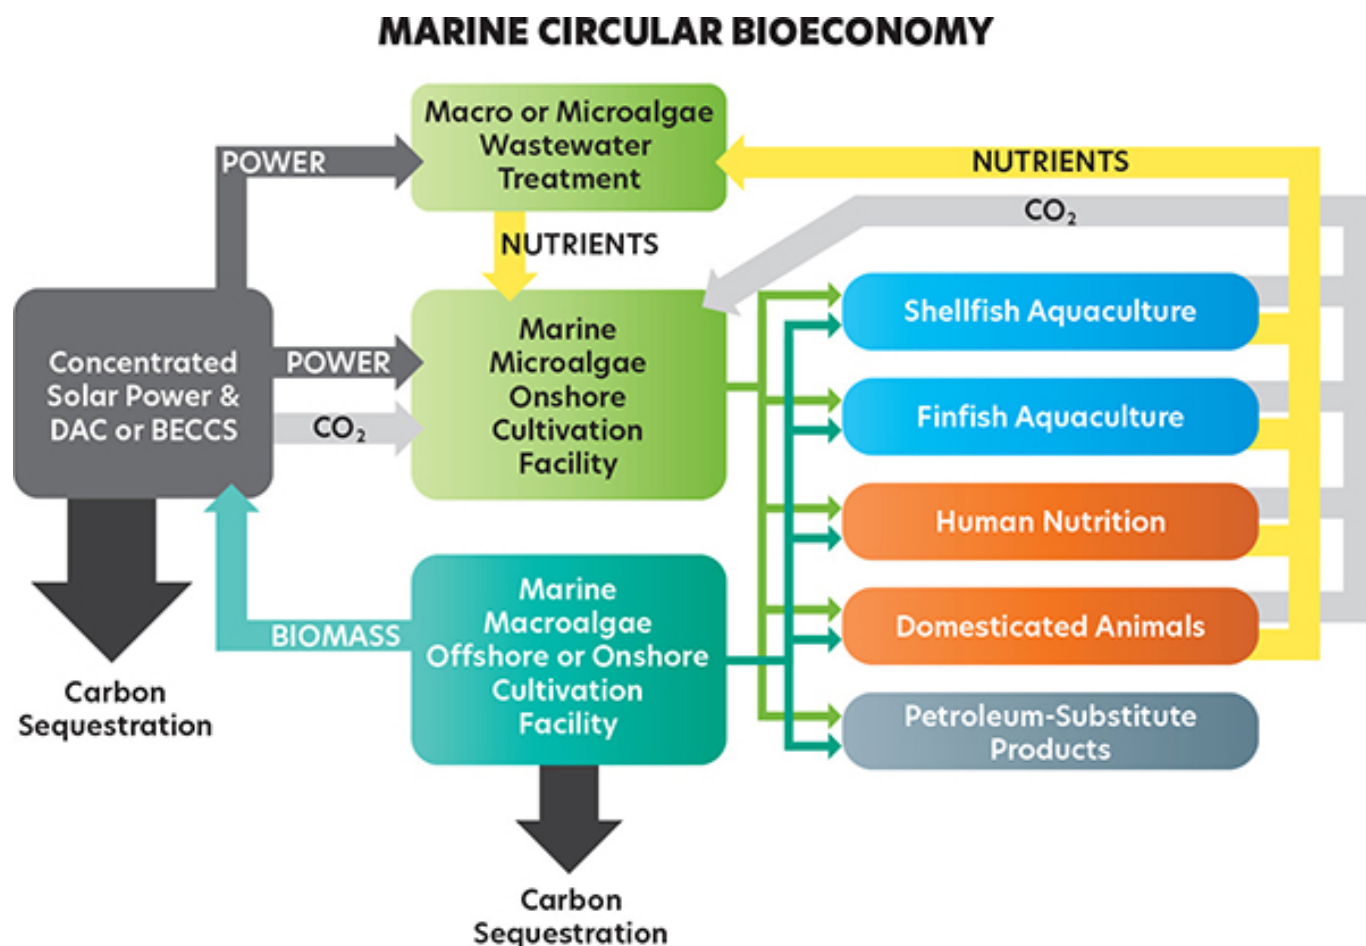 MARINE CIRCULAR BIOECONOMY
Macro or Microalgae
Wastewater
Treatment
POWER
NUTRIENTS
CO₂
NUTRIENTS
Concentrated
Solar Power &
DAC or BECCS
POWER
CO₂
Marine
Microalgae
Onshore
Cultivation
Facility
Shellfish Aquaculture
Finfish Aquaculture
Human Nutrition
Domesticated Animals
Petroleum-Substitute
Products
BIOMASS
Marine
Macroalgae
Offshore or Onshore
Cultivation
Facility
Carbon
Sequestration
Carbon
Sequestration